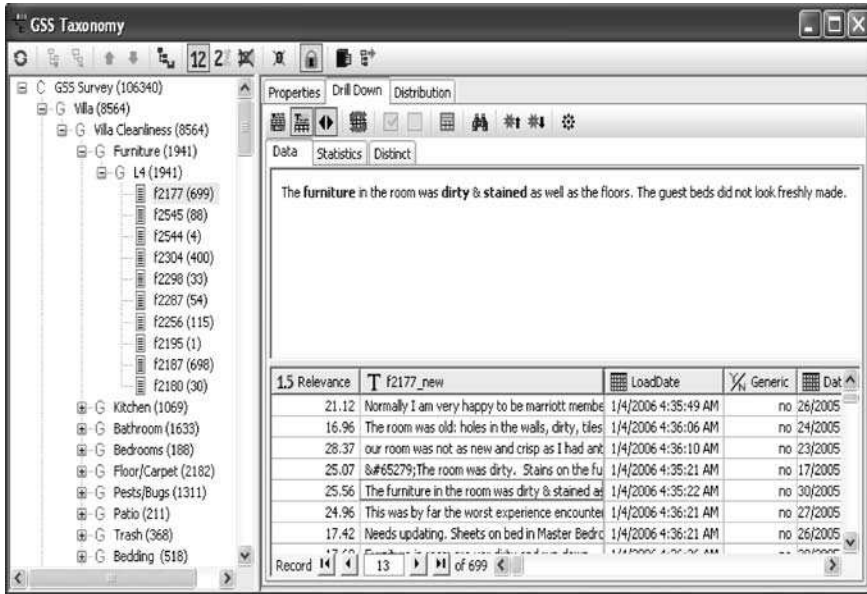 GSS Taxonomy
12
GSS Survey (106340)
G Villa (8564)
G Villa Cleanliness (8564)
G Furniture (1941)
G L4 (1941)
f2177 (699)
f2545 (88)
f2544 (4)
f2304 (400)
f2298 (33)
f2287 (54)
f2256 (115)
f2195 (1)
f2187 (698)
f2180 (30)
G Kitchen (1069)
G Bathroom (1633)
G Bedrooms (188)
G Floor/Carpet (2182)
G Pests/Bugs (1311)
G Patio (211)
G Trash (368)
G Bedding (518)
Properties Drill Down Distribution
Data Statistics Distinct
The furniture in the room was dirty & stained as well as the floors. The guest beds did not look freshly made.
1.5 Relevance T f2177_new LoadDate Y/N Generic Dat
21.12 Normally I am very happy to be marriott membe 1/4/2006 4:35:49 AM no 26/2005
16.96 The room was old: holes in the walls, dirty, tiles 1/4/2006 4:36:06 AM no 24/2005
28.37 our room was not as new and crisp as I had ant 1/4/2006 4:36:10 AM no 23/2005
25.07 &#65279;The room was dirty. Stains on the fu 1/4/2006 4:35:21 AM no 17/2005
25.56 The furniture in the room was dirty & stained as 1/4/2006 4:35:22 AM no 30/2005
24.96 This was by far the worst experience encounte 1/4/2006 4:36:21 AM no 27/2005
17.42 Needs updating. Sheets on bed in Master Bedro 1/4/2006 4:36:21 AM no 26/2005
Record 13 of 699